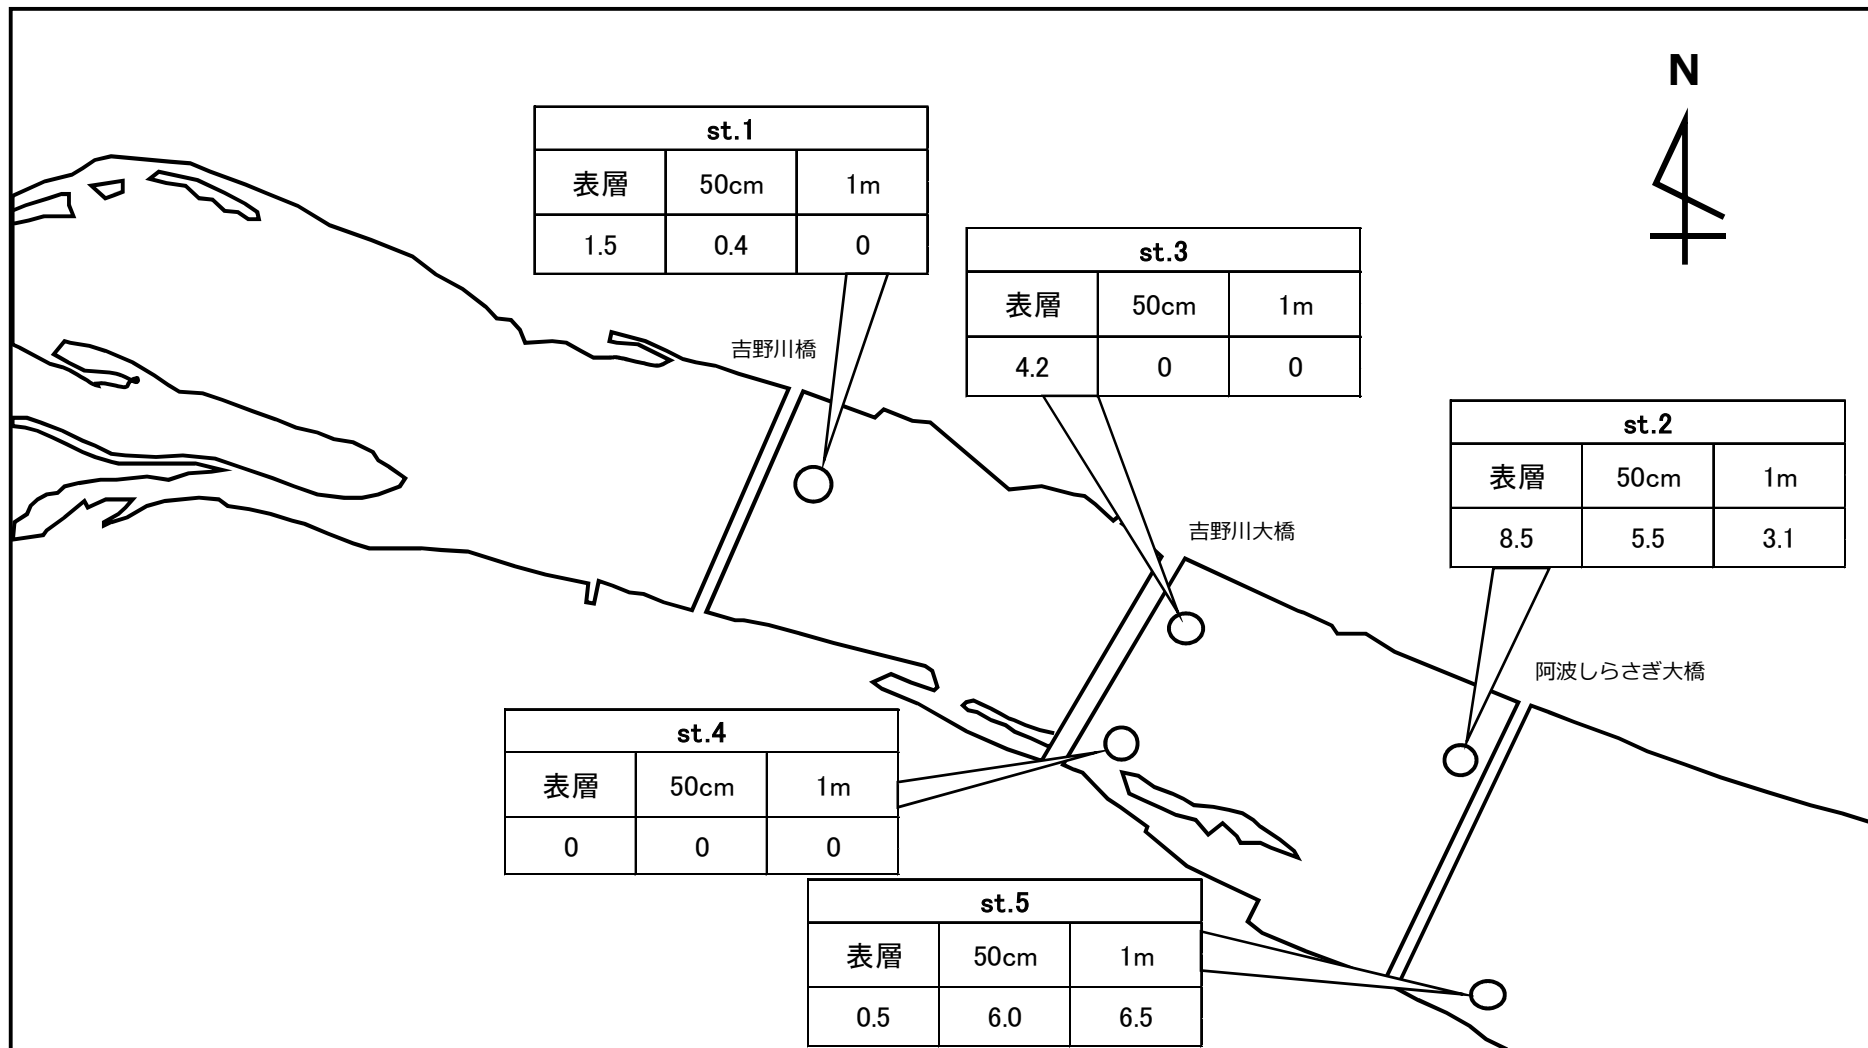 N
st.1
表層 50cm 1m
1.5 0.4 0
吉野川橋
st.3
表層 50cm 1m
4.2 0 0
吉野川大橋
st.2
表層 50cm 1m
8.5 5.5 3.1
阿波しらさぎ大橋
st.4
表層 50cm 1m
0 0 0
st.5
表層 50cm 1m
0.5 6.0 6.5